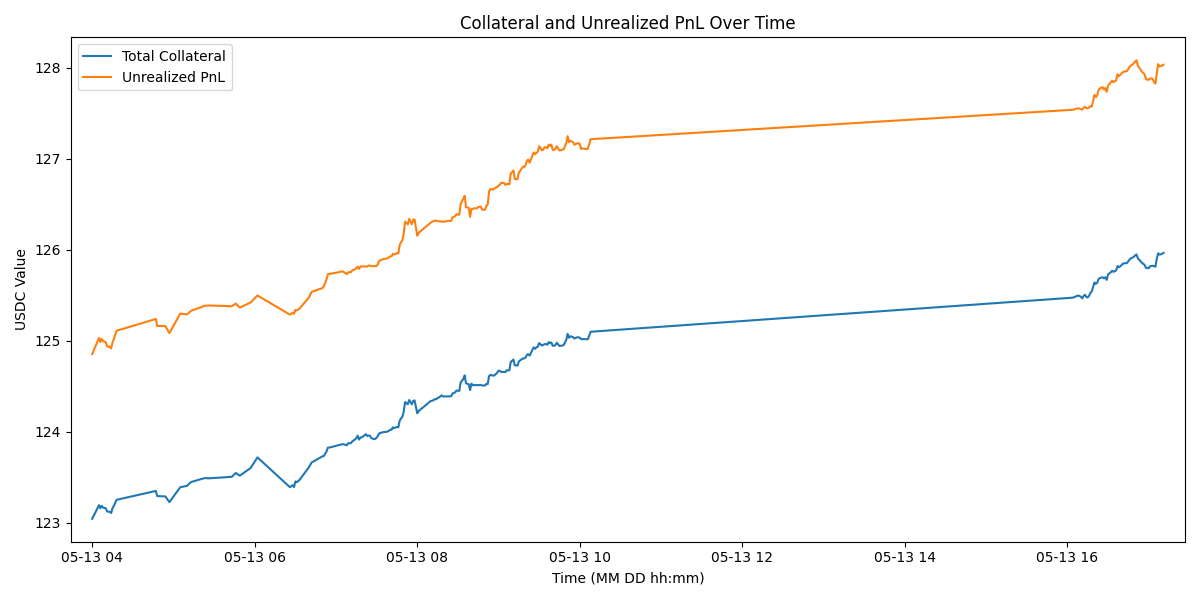 Collateral and Unrealized PnL Over Time
Total Collateral
Unrealized PnL
128
127
126
125
124
123
USDC Value
05-13 04
05-13 06
05-13 08
05-13 10
05-13 12
05-13 14
05-13 16
Time (MM DD hh:mm)